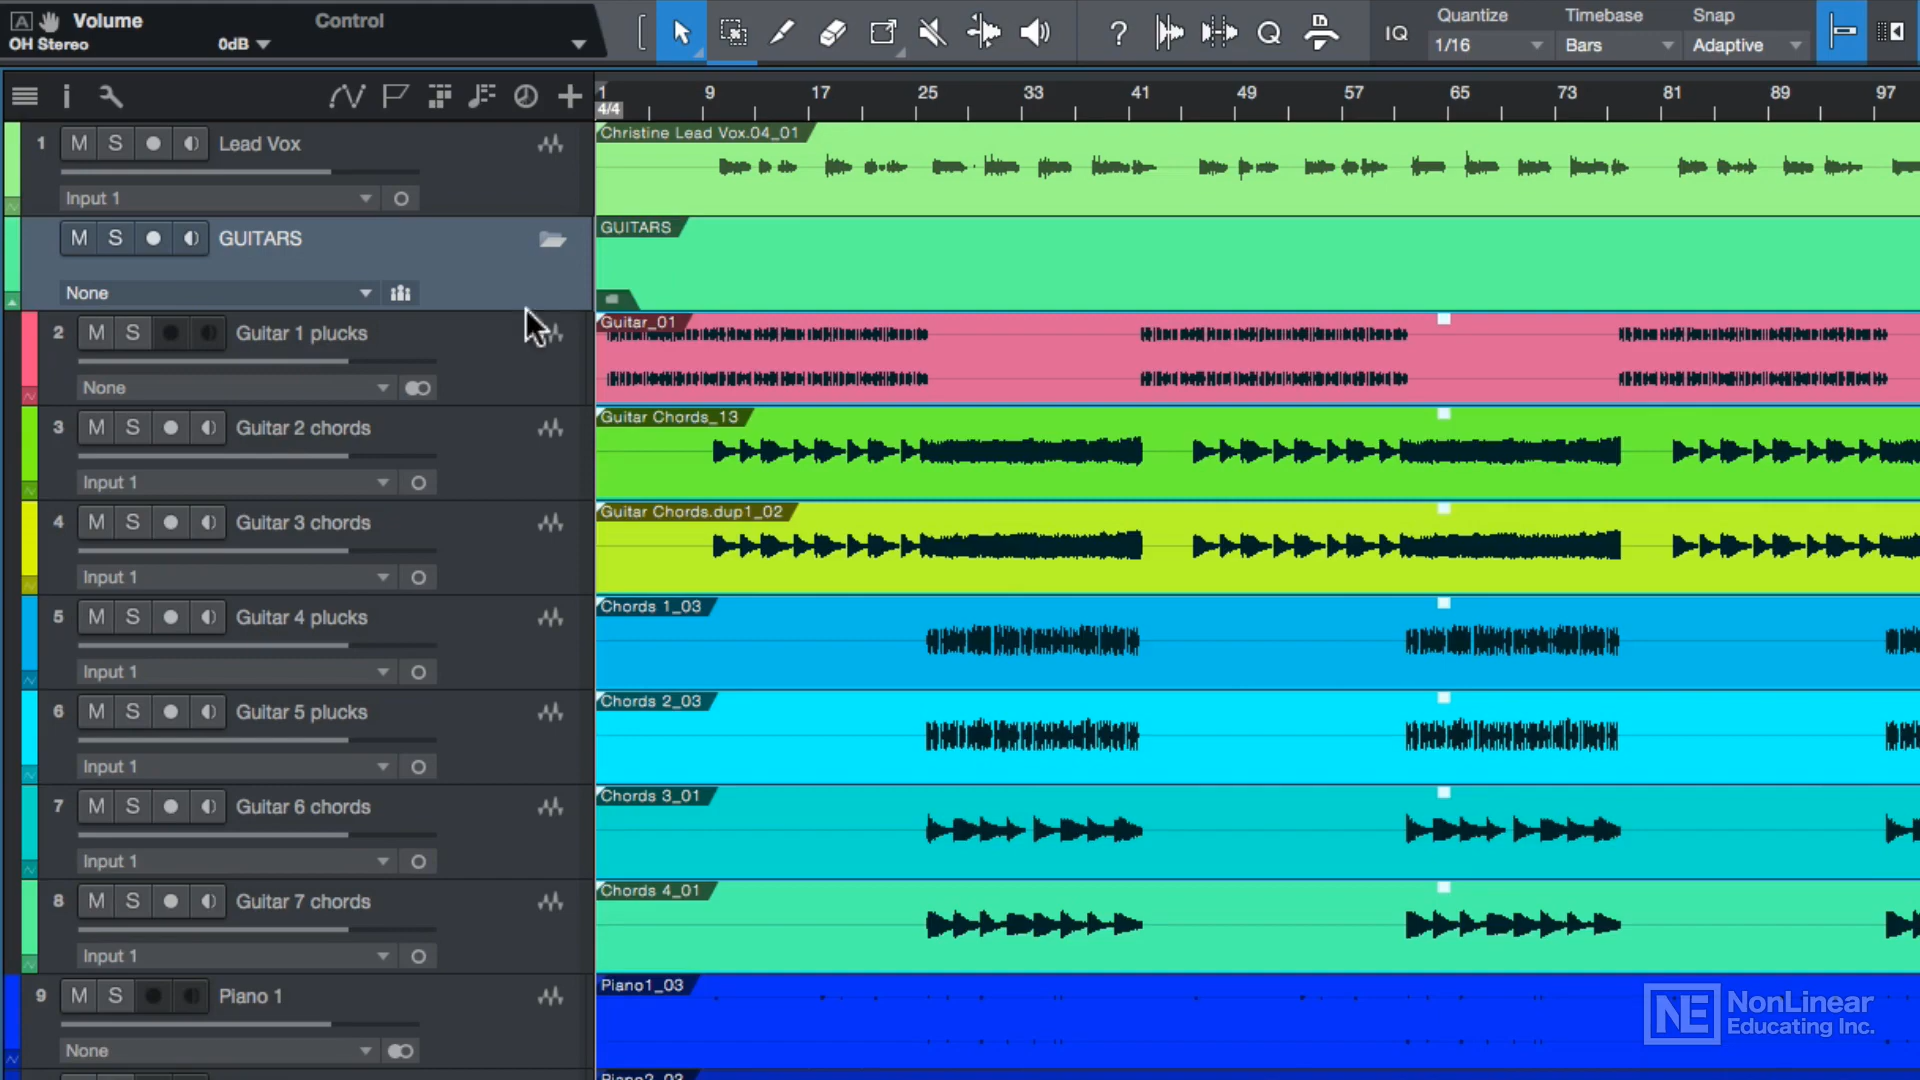 A Volume Control
OH Stereo 0dB
? IQ Quantize Timebase Snap
1/16 Bars Adaptive
1 9 17 25 33 41 49 57 65 73 81 89 97
4/4
1 M S Lead Vox
Input 1
Christine Lead Vox.04_01
M S GUITARS
None
GUITARS
2 M S Guitar 1 plucks
None
Guitar_01
3 M S Guitar 2 chords
Input 1
Guitar Chords_13
4 M S Guitar 3 chords
Input 1
Guitar Chords.dup1_02
5 M S Guitar 4 plucks
Input 1
Chords 1_03
6 M S Guitar 5 plucks
Input 1
Chords 2_03
7 M S Guitar 6 chords
Input 1
Chords 3_01
8 M S Guitar 7 chords
Input 1
Chords 4_01
9 M S Piano 1
None
Piano1_03
NE NonLinear
Educating Inc.
Piano2_03